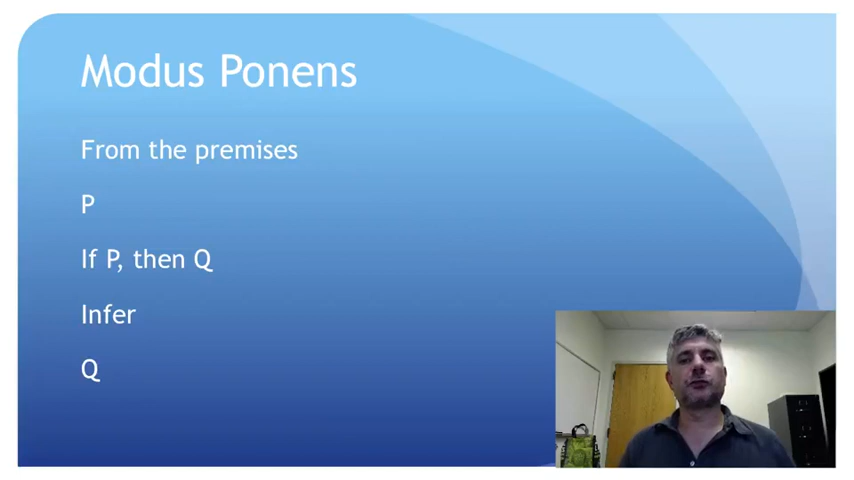 Modus Ponens
From the premises
P
If P, then Q
Infer
Q